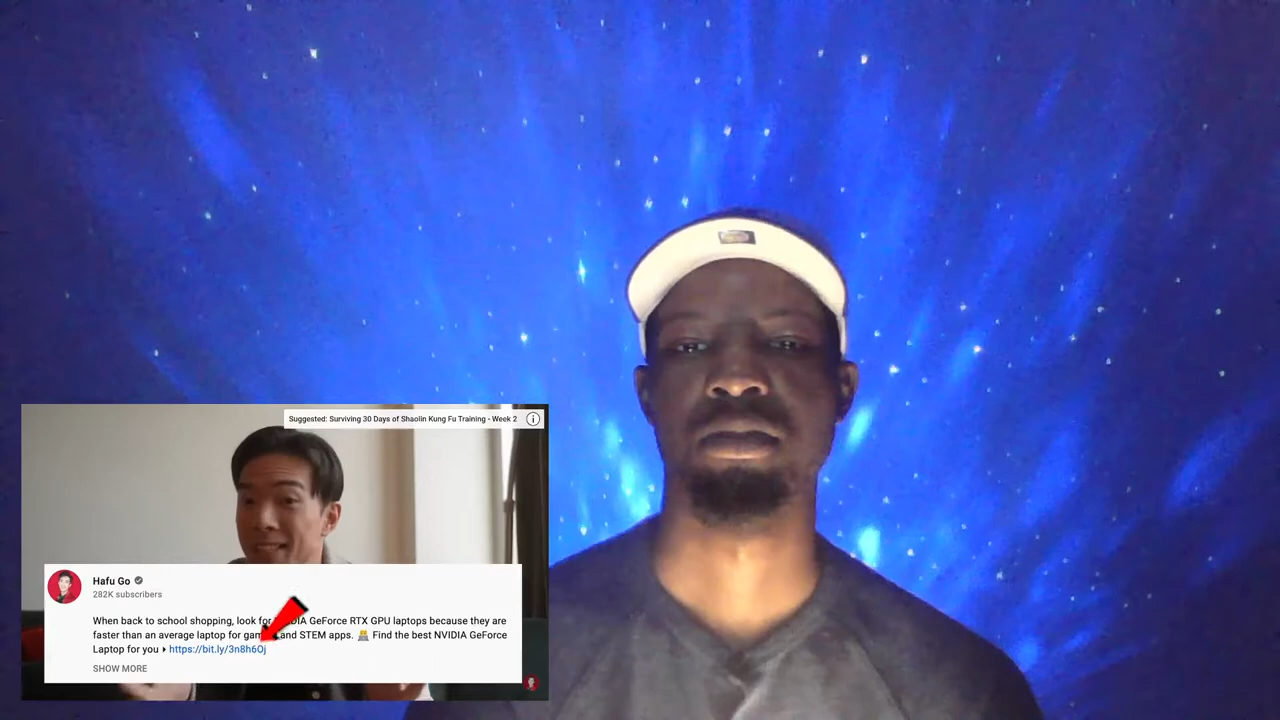 Suggested: Surviving 30 Days of Shaolin Kung Fu Training - Week 2
Hafu Go
282K subscribers
When back to school shopping, look for NVIDIA GeForce RTX GPU laptops because they are
faster than an average laptop for gaming and STEM apps. 👨‍💻 Find the best NVIDIA GeForce
Laptop for you ▸ https://bit.ly/3n8h6Oj
SHOW MORE